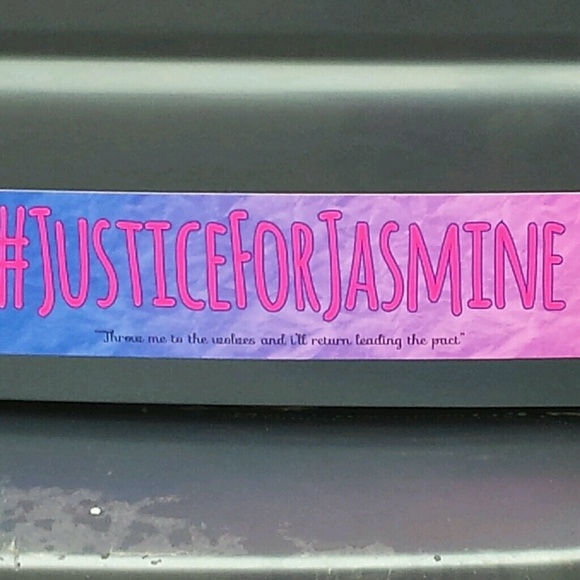 #JUSTICEFORJASMINE
"Throw me to the wolves and i'll return leading the pact"